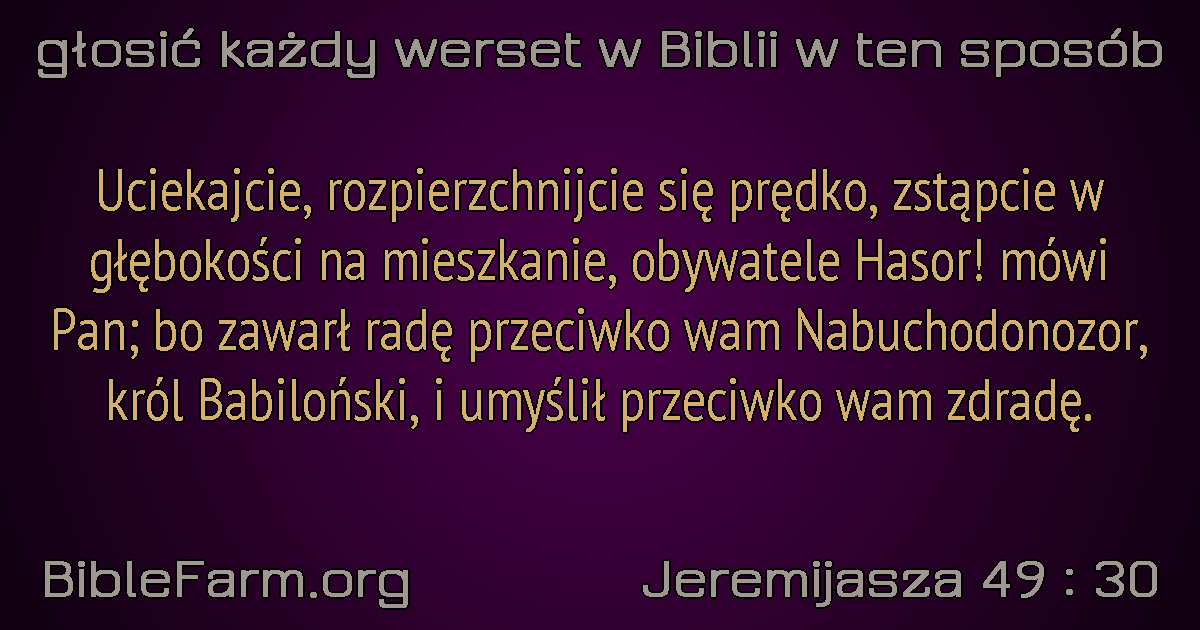 głosić każdy werset w Biblii w ten sposób
Uciekajcie, rozpierzchnijcie się prędko, zstąpcie w
głębokości na mieszkanie, obywatele Hasor! mówi
Pan; bo zawarł radę przeciwko wam Nabuchodonozor,
król Babiloński, i umyślił przeciwko wam zdradę.
BibleFarm.org
Jeremijasza 49 : 30